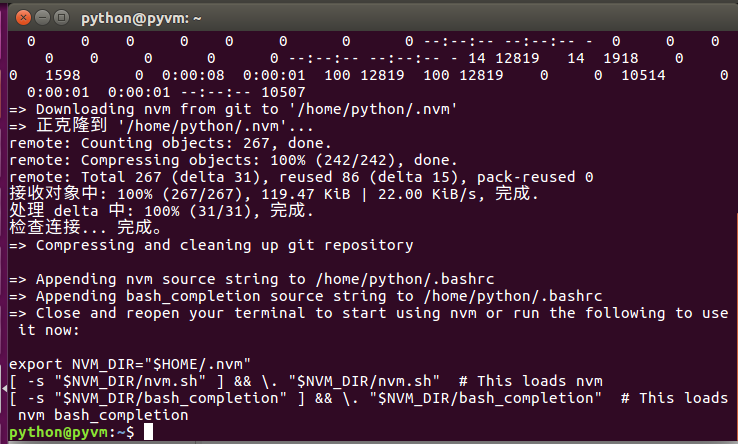 python@pyvm: ~
0 0 0 0 0 0 0 0 --:--:-- --:--:-- - 0 0 0
0 0 0 0 0 --:--:-- --:--:-- - 14 12819 14 1918 0
0 1598 0 0:00:08 0:00:01 100 12819 100 12819 0 0 10514 0
0:00:01 0:00:01 --:--:-- 10507
=> Downloading nvm from git to '/home/python/.nvm'
=> 正克隆到 '/home/python/.nvm'...
remote: Counting objects: 267, done.
remote: Compressing objects: 100% (242/242), done.
remote: Total 267 (delta 31), reused 86 (delta 15), pack-reused 0
接收对象中: 100% (267/267), 119.47 KiB | 22.00 KiB/s, 完成.
处理 delta 中: 100% (31/31), 完成.
检查连接... 完成。
=> Compressing and cleaning up git repository
=> Appending nvm source string to /home/python/.bashrc
=> Appending bash_completion source string to /home/python/.bashrc
=> Close and reopen your terminal to start using nvm or run the following to use
it now:
export NVM_DIR="$HOME/.nvm"
[ -s "$NVM_DIR/nvm.sh" ] && \. "$NVM_DIR/nvm.sh" # This loads nvm
[ -s "$NVM_DIR/bash_completion" ] && \. "$NVM_DIR/bash_completion" # This loads
nvm bash_completion
python@pyvm:~$